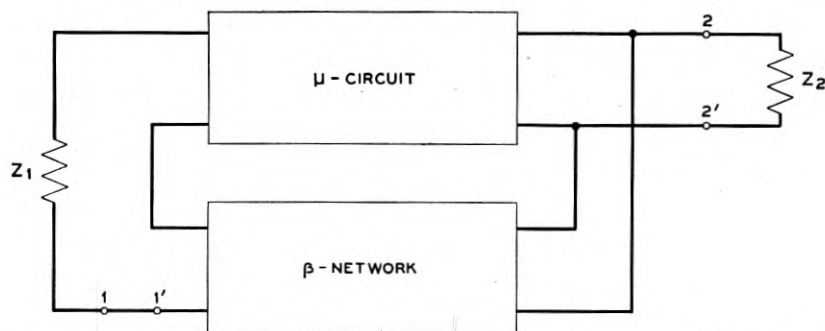 2
μ - CIRCUIT
Z2
2'
Z1
β - NETWORK
1 1'